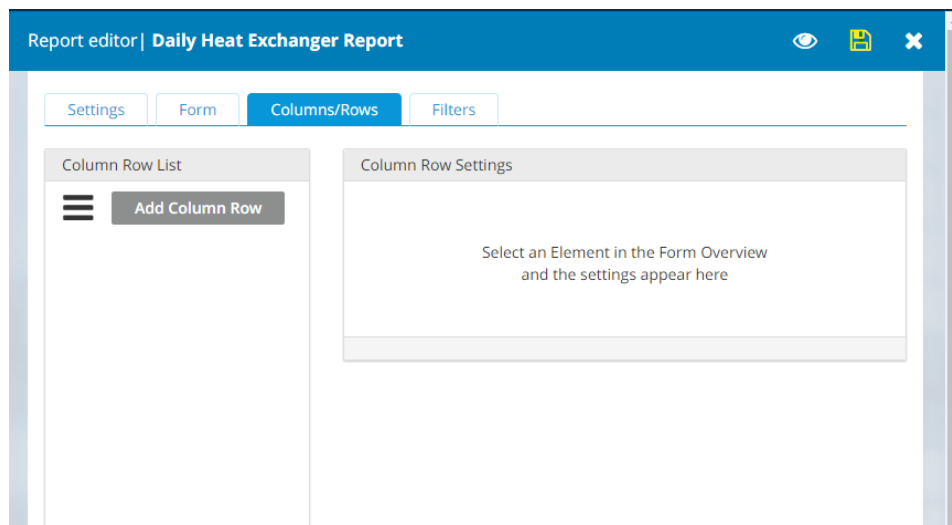 Report editor| Daily Heat Exchanger Report
Settings
Form
Columns/Rows
Filters
Column Row List
Add Column Row
Column Row Settings
Select an Element in the Form Overview
and the settings appear here